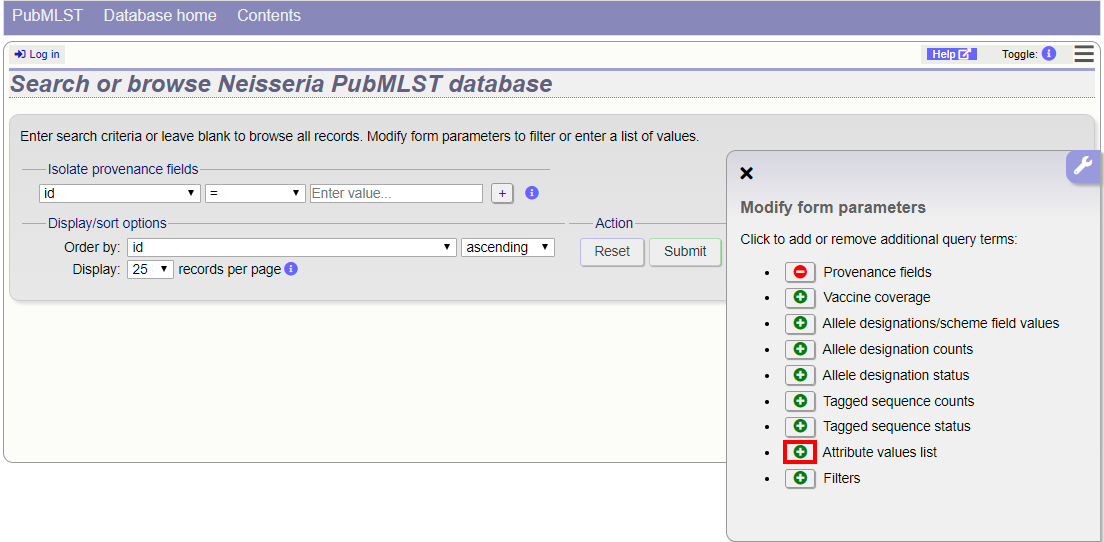 PubMLST Database home Contents
Log in Help Toggle:
Search or browse Neisseria PubMLST database
Enter search criteria or leave blank to browse all records. Modify form parameters to filter or enter a list of values.
Isolate provenance fields
id = Enter value... +
Display/sort options
Order by: id ascending
Display: 25 records per page
Action
Reset Submit
Modify form parameters
Click to add or remove additional query terms:
Provenance fields
Vaccine coverage
Allele designations/scheme field values
Allele designation counts
Allele designation status
Tagged sequence counts
Tagged sequence status
Attribute values list
Filters